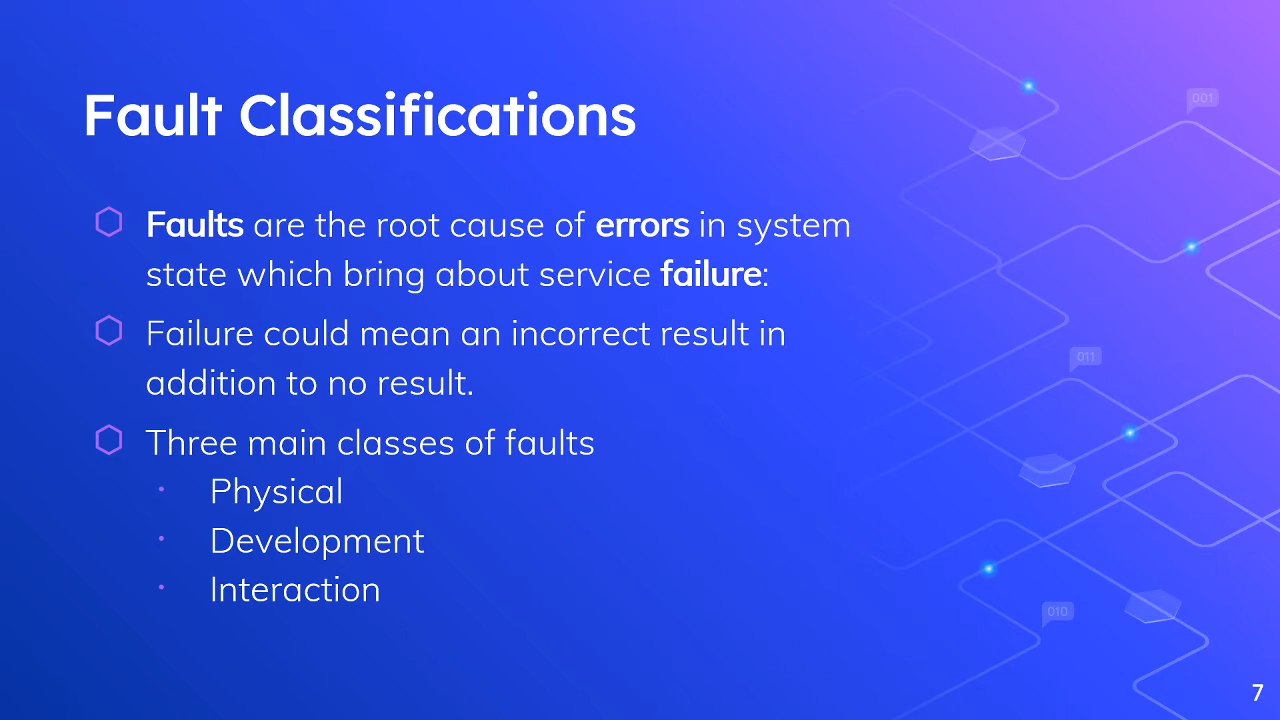 Fault Classifications
001
Faults are the root cause of errors in system
state which bring about service failure:
Failure could mean an incorrect result in
addition to no result.
011
Three main classes of faults
Physical
Development
Interaction
010
7